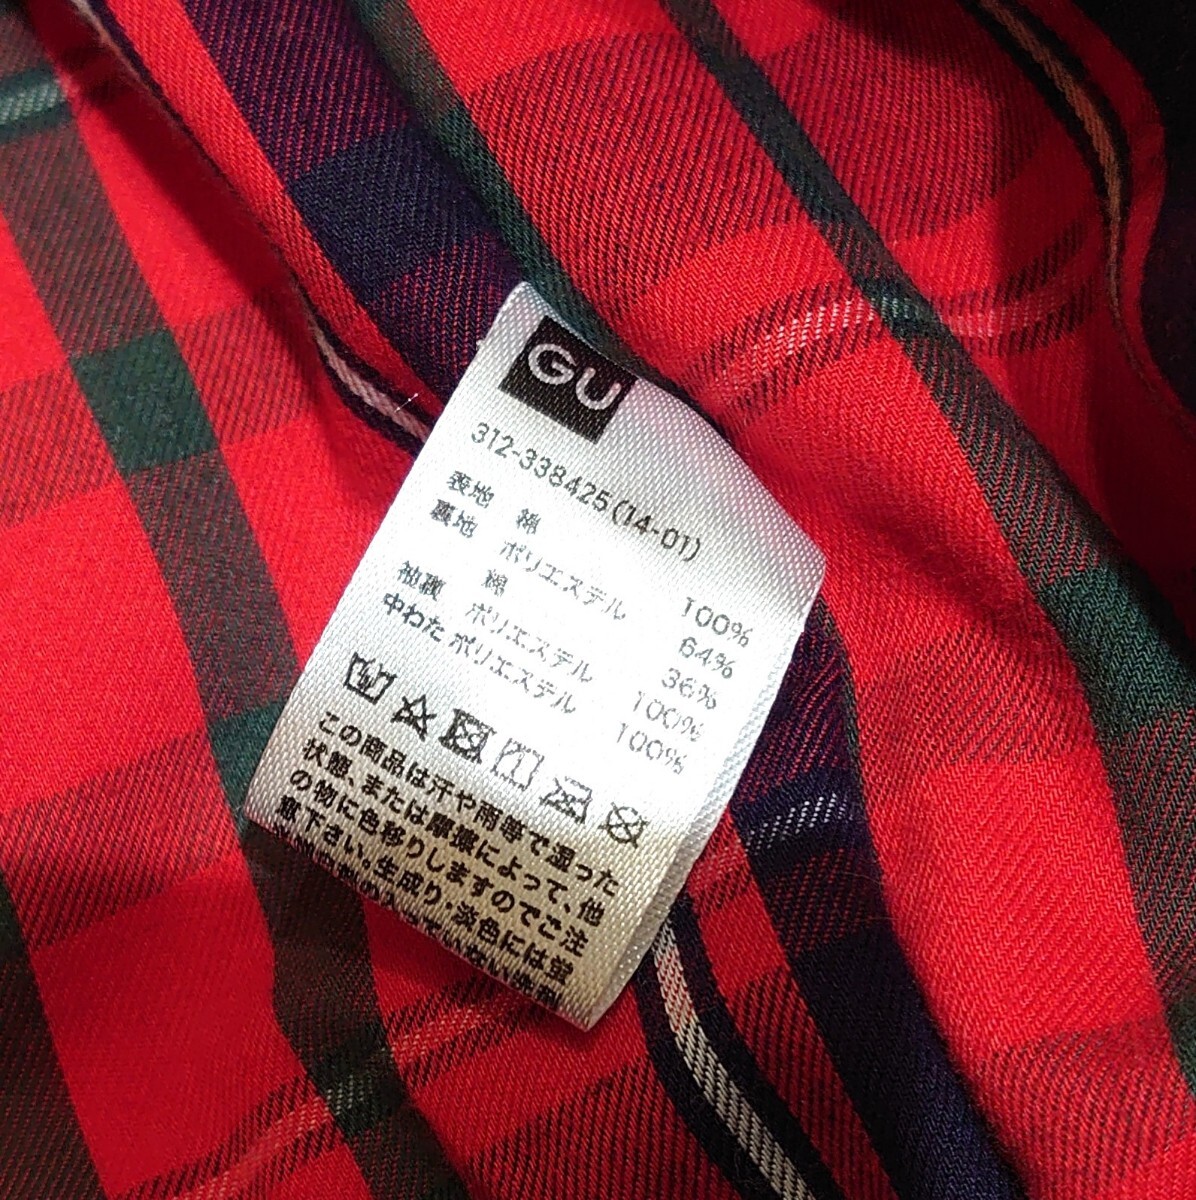 GU
312-338425(14-01)
表地 綿 100%
裏地 ポリエステル 64%
綿 36%
袖裏 ポリエステル 100%
中わた ポリエステル 100%
この商品は汗や雨等で湿った
状態、または摩擦によって、他
の物に色移りしますのでご注
意下さい。生成り・淡色には蛍